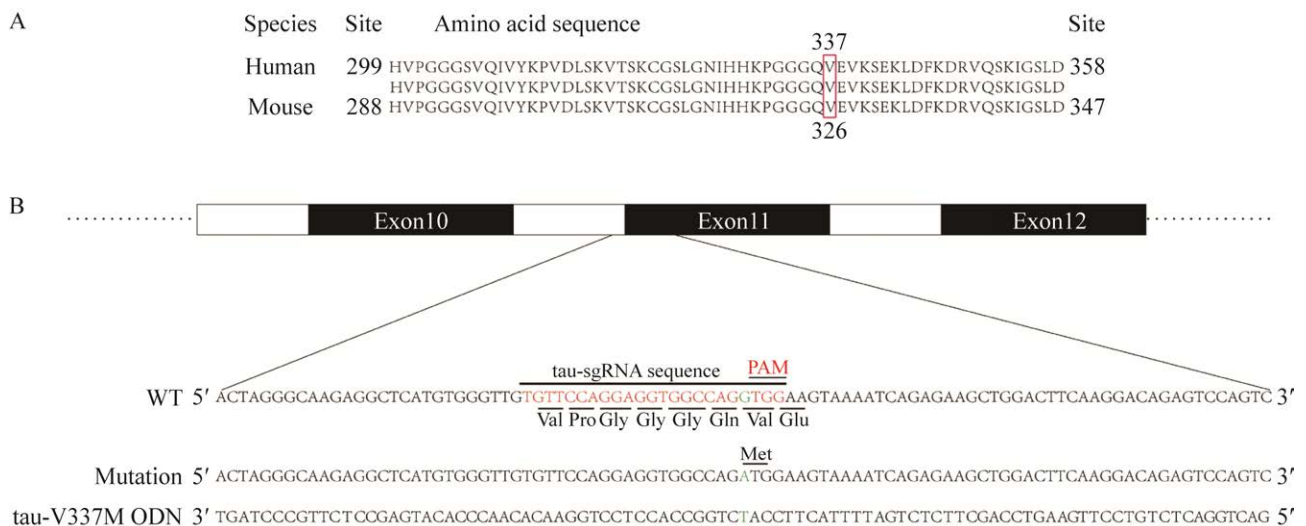 A
Species Site Amino acid sequence Site
337
Human 299 HVPGGGSVQIVYKPVDLSKVTSKCGSLGNIHHKPGGGQVEVKSEKLDFKDRVQSKIGSLD 358
HVPGGGSVQIVYKPVDLSKVTSKCGSLGNIHHKPGGGQVEVKSEKLDFKDRVQSKIGSLD
Mouse 288 HVPGGGSVQIVYKPVDLSKVTSKCGSLGNIHHKPGGGQVEVKSEKLDFKDRVQSKIGSLD 347
326
B
Exon10 Exon11 Exon12
tau-sgRNA sequence PAM
WT 5′ ACTAGGGCAAGAGGCTCATGTGGGTTGTGTTCCAGGAGGTGGCCAGGTGGAAGTAAAATCAGAGAAGCTGGACTTCAAGGACAGAGTCCAGTC 3′
Val Pro Gly Gly Gly Gln Val Glu
Met
Mutation 5′ ACTAGGGCAAGAGGCTCATGTGGGTTGTGTTCCAGGAGGTGGCCAGATGGAAGTAAAATCAGAGAAGCTGGACTTCAAGGACAGAGTCCAGTC 3′
tau-V337M ODN 3′ TGATCCCGTTCTCCGAGTACACCCAACACAAGGTCCTCCACCGGTCTACCTTCATTTTAGTCTCTTCGACCTGAAGTTCCTGTCTCAGGTCAG 5′